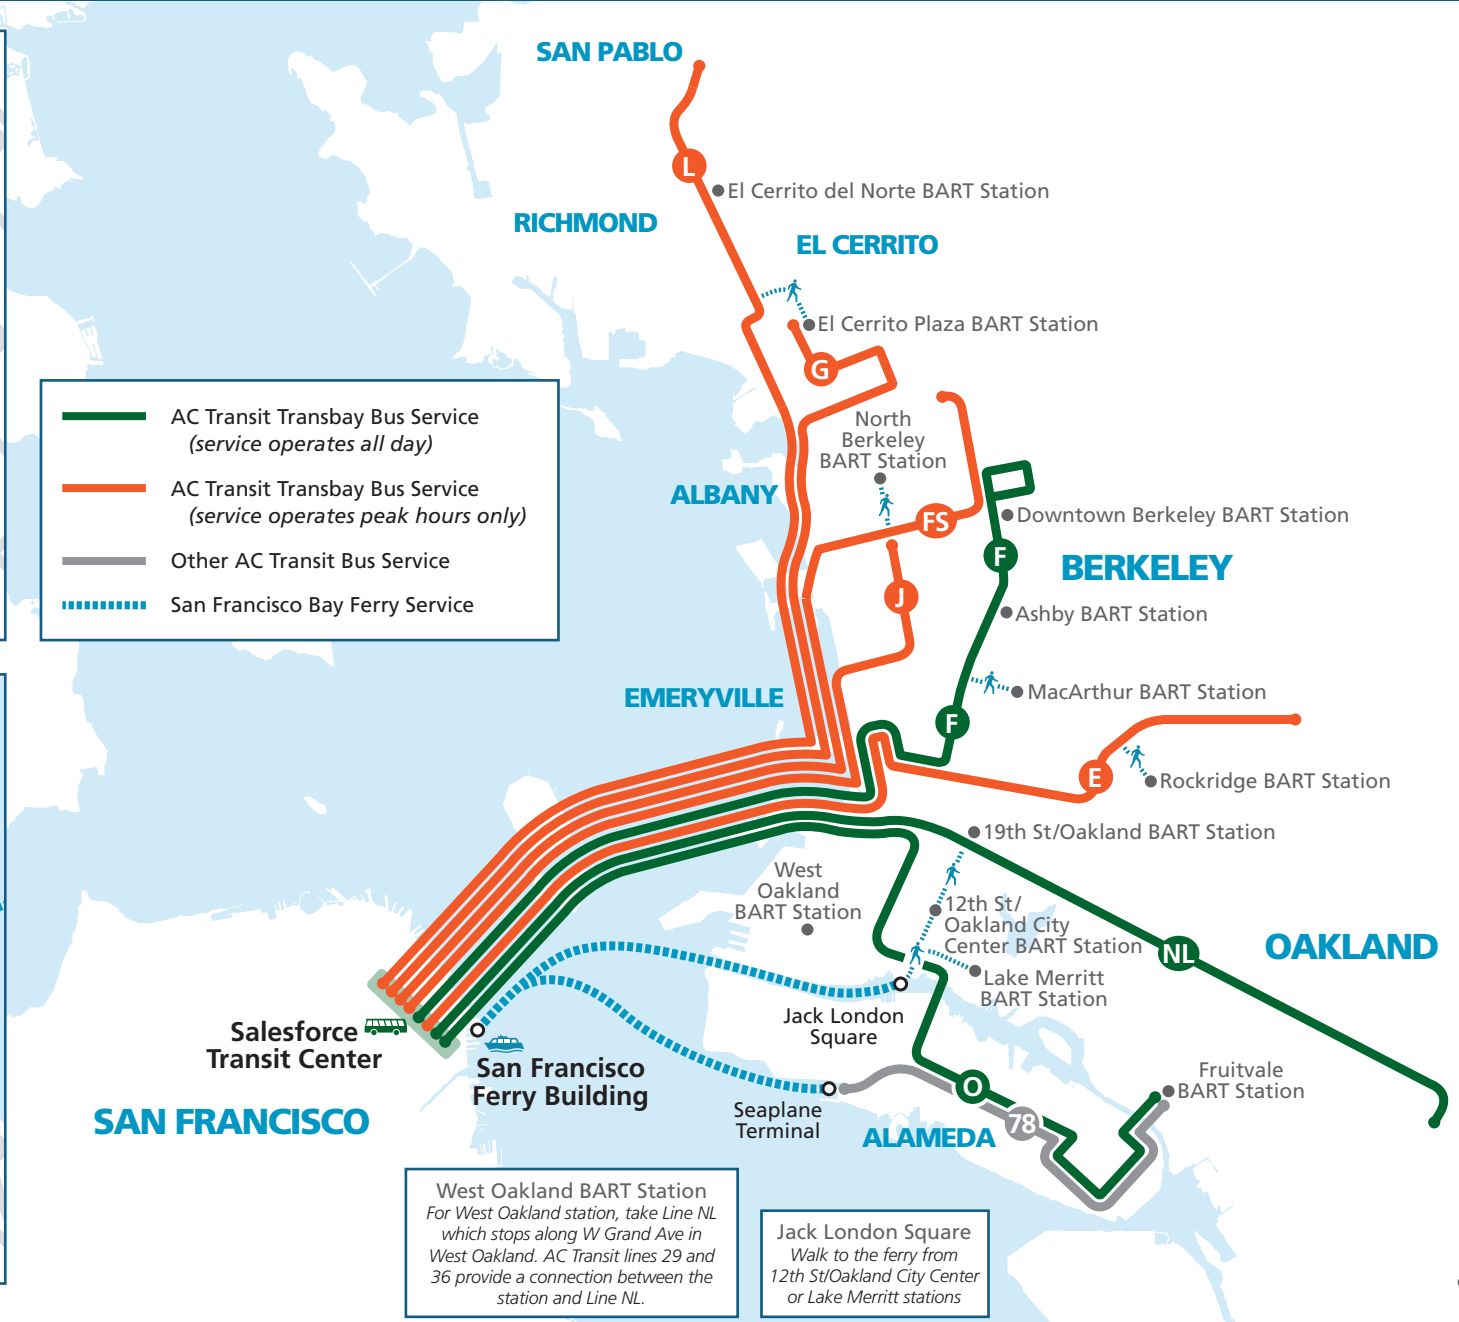 SAN PABLO
L
El Cerrito del Norte BART Station
RICHMOND
EL CERRITO
El Cerrito Plaza BART Station
G
AC Transit Transbay Bus Service
(service operates all day)
AC Transit Transbay Bus Service
(service operates peak hours only)
Other AC Transit Bus Service
San Francisco Bay Ferry Service
North
Berkeley
BART Station
ALBANY
FS
Downtown Berkeley BART Station
F
BERKELEY
J
Ashby BART Station
EMERYVILLE
MacArthur BART Station
F
E
Rockridge BART Station
19th St/Oakland BART Station
West
Oakland
BART Station
12th St/
Oakland City
Center BART Station
NL
OAKLAND
Lake Merritt
BART Station
Jack London
Square
Salesforce
Transit Center
San Francisco
Ferry Building
SAN FRANCISCO
Seaplane
Terminal
O
78
ALAMEDA
Fruitvale
BART Station
West Oakland BART Station
For West Oakland station, take Line NL
which stops along W Grand Ave in
West Oakland. AC Transit lines 29 and
36 provide a connection between the
station and Line NL.
Jack London Square
Walk to the ferry from
12th St/Oakland City Center
or Lake Merritt stations